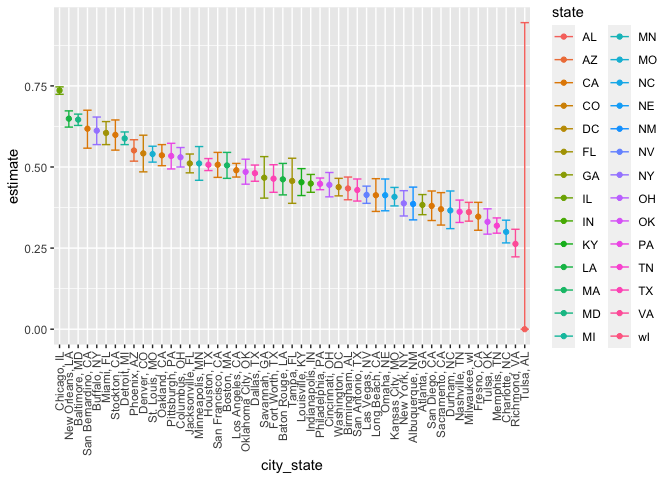 estimate
0.75
0.50
0.25
0.00
Chicago, IL
New Orleans, LA
Baltimore, MD
San Bernardino, CA
Buffalo, NY
Miami, FL
Stockton, CA
Detroit, MI
Phoenix, AZ
Denver, CO
St. Louis, MO
Oakland, CA
Pittsburgh, PA
Columbus, OH
Jacksonville, FL
Minneapolis, MN
Houston, TX
San Francisco, CA
Boston, MA
Los Angeles, CA
Oklahoma City, OK
Dallas, TX
Savannah, GA
Fort Worth, TX
Baton Rouge, LA
Tampa, FL
Louisville, KY
Indianapolis, IN
Philadelphia, PA
Cincinnati, OH
Washington, DC
Birmingham, AL
San Antonio, TX
Las Vegas, NV
Long Beach, CA
Omaha, NE
Kansas City, MO
New York, NY
Albuquerque, NM
Atlanta, GA
San Diego, CA
Sacramento, CA
Durham, NC
Nashville, TN
Milwaukee, wI
Fresno, CA
Tulsa, OK
Memphis, TN
Charlotte, NC
Richmond, VA
Tulsa, AL
city_state
state
AL
AZ
CA
CO
DC
FL
GA
IL
IN
KY
LA
MA
MD
MI
MN
MO
NC
NE
NM
NV
NY
OH
OK
PA
TN
TX
VA
wI